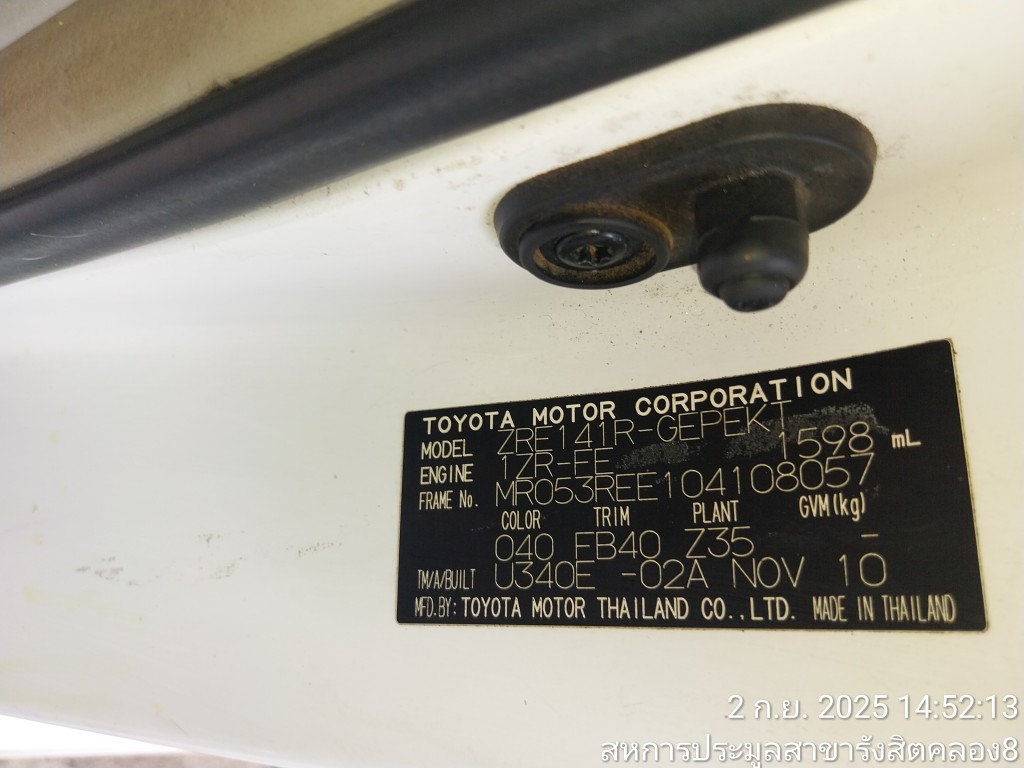 TOYOTA MOTOR CORPORATION
MODEL ZRE141R-GEPEKT
ENGINE 1ZR-FE 1598 mL
FRAME No. MR053REE104108057
COLOR TRIM PLANT GVM(kg)
040 FB40 Z35 -
TM/A/BUILT U340E -02A NOV 10
MFD.BY: TOYOTA MOTOR THAILAND CO.,LTD. MADE IN THAILAND
2 ก.ย. 2025 14:52:13
สหการประมูลสาขารังสิตคลอง8